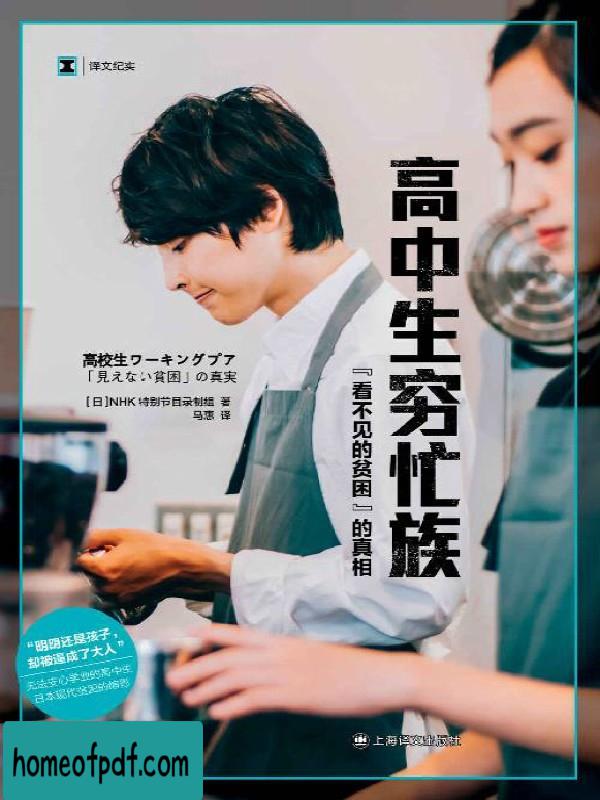 译文纪实
高中生穷忙族
『看不见的贫困』的真相
高校生ワーキングプア
「見えない貧困」の真実
[日]NHK 特别节目录制组 著
马惠 译
“明明还是孩子,
却被逼成了大人”
无法安心学业的高中生
日本现代贫困的缩影
上海译文出版社
homeofpdf.com